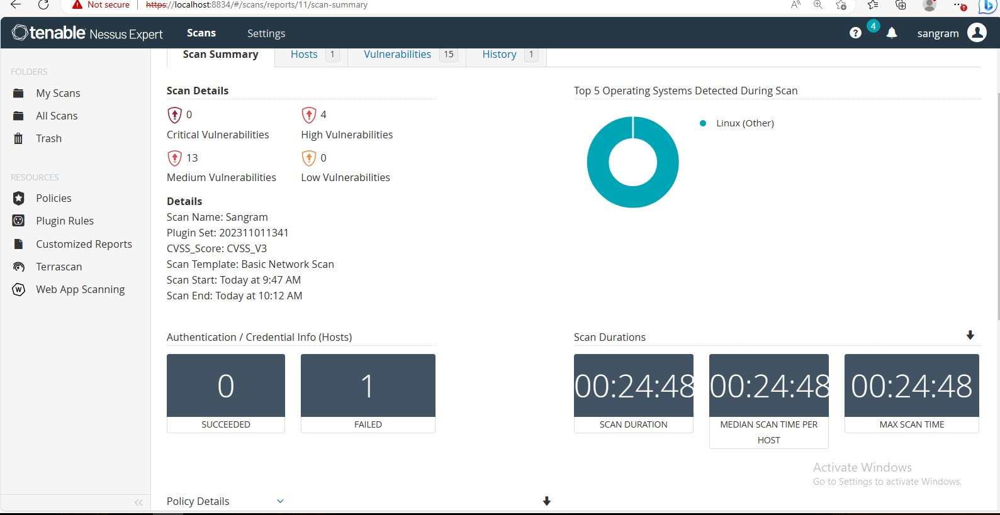 Not secure | https://localhost:8834/#/scans/reports/11/scan-summary
tenable Nessus Expert Scans Settings 4 sangram
Scan Summary Hosts 1 Vulnerabilities 15 History 1
FOLDERS
My Scans
All Scans
Trash
RESOURCES
Policies
Plugin Rules
Customized Reports
Terrascan
Web App Scanning
Scan Details
0 4
Critical Vulnerabilities High Vulnerabilities
13 0
Medium Vulnerabilities Low Vulnerabilities
Details
Scan Name: Sangram
Plugin Set: 202311011341
CVSS_Score: CVSS_V3
Scan Template: Basic Network Scan
Scan Start: Today at 9:47 AM
Scan End: Today at 10:12 AM
Top 5 Operating Systems Detected During Scan
Linux (Other)
Authentication / Credential Info (Hosts)
0 1
SUCCEEDED FAILED
Scan Durations
00:24:48 00:24:48 00:24:48
SCAN DURATION MEDIAN SCAN TIME PER HOST MAX SCAN TIME
Activate Windows
Go to Settings to activate Windows.
Policy Details